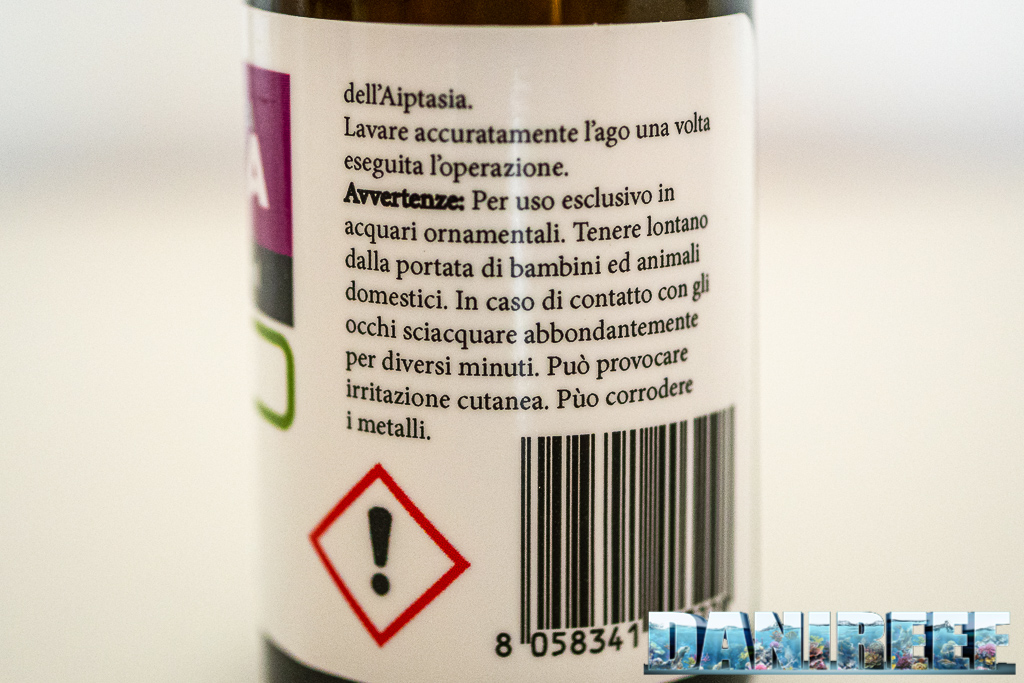 dell'Aiptasia.
Lavare accuratamente l'ago una volta
eseguita l'operazione.
Avvertenze: Per uso esclusivo in
acquari ornamentali. Tenere lontano
dalla portata di bambini ed animali
domestici. In caso di contatto con gli
occhi sciacquare abbondantemente
per diversi minuti. Può provocare
irritazione cutanea. Pùo corrodere
i metalli.
A
8 058341
DANIREEF